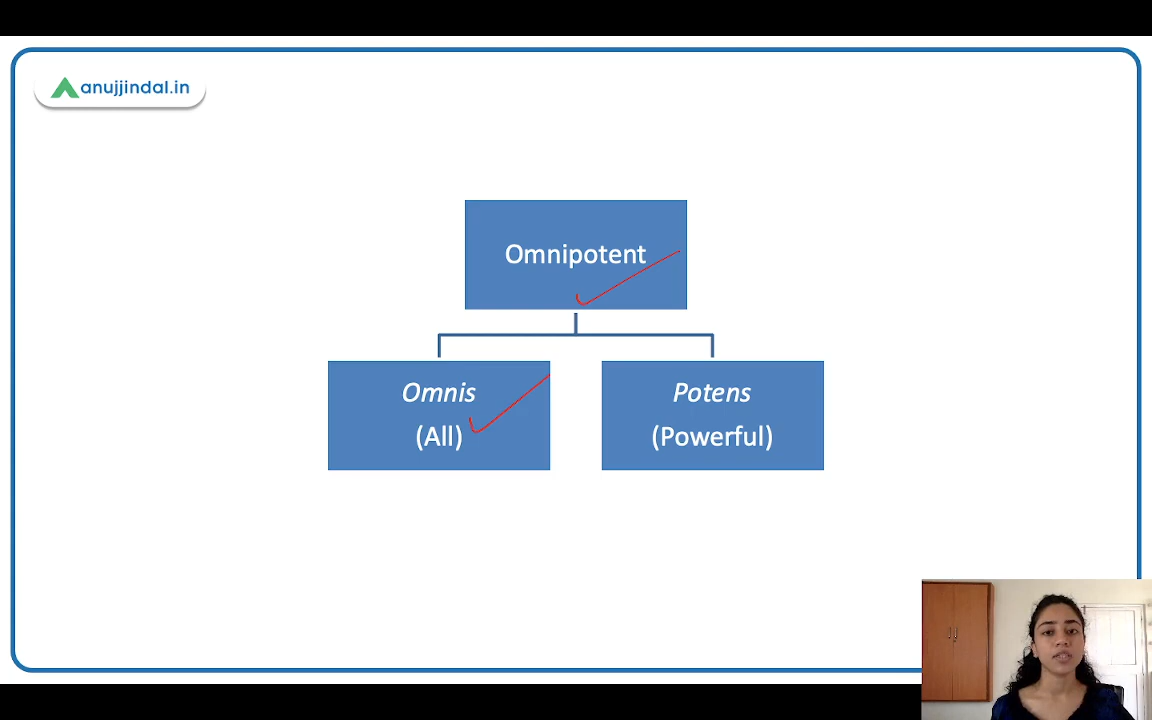 anujjindal.in
Omnipotent
Omnis
(All)
Potens
(Powerful)